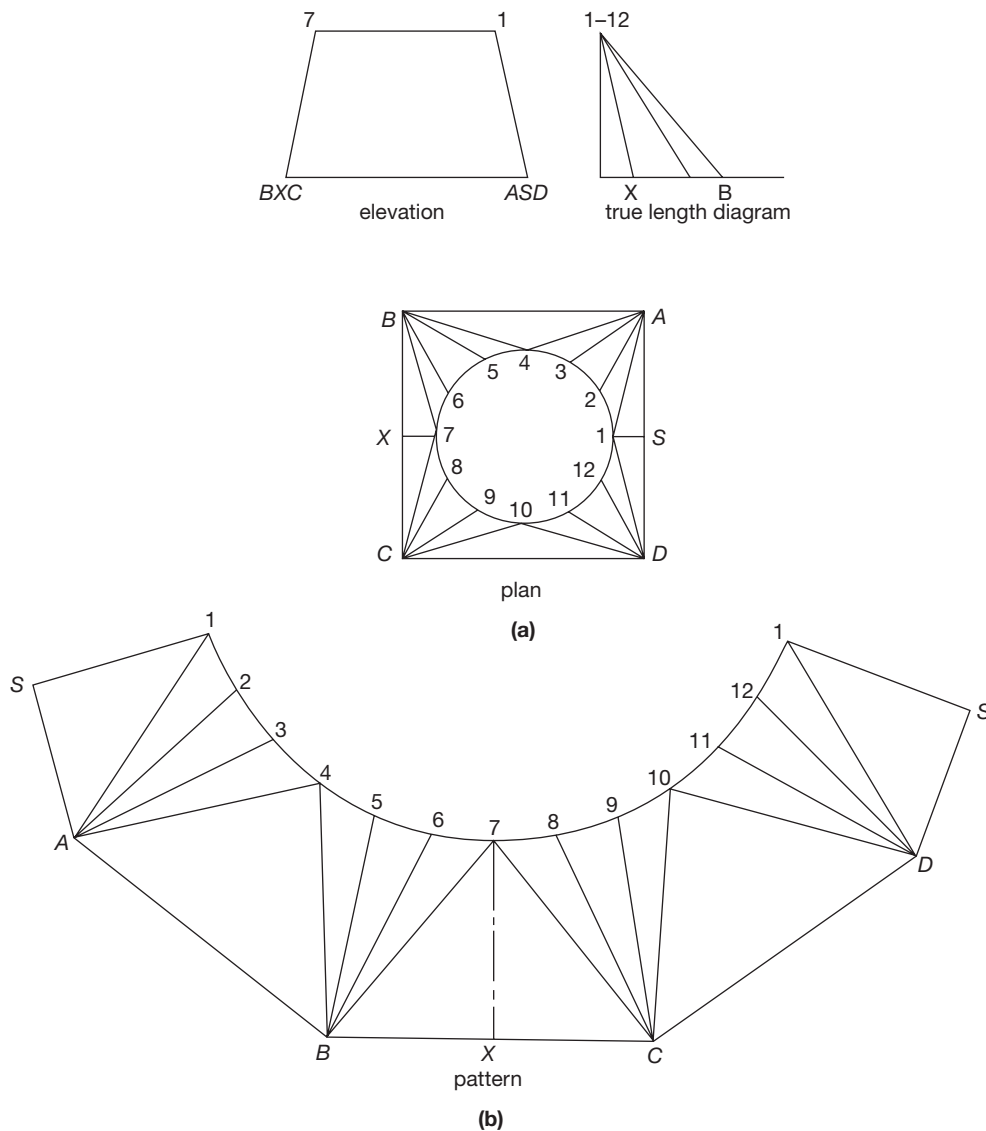 7 1 1–12
BXC ASD X B
elevation true length diagram
B A
4
5 3
6 2
X 7 1 S
8 12
9 10 11
C D
plan
(a)
1 1
S 2 12 S
3 11
4 10
5 6 7 8 9
A D
B X C
pattern
(b)